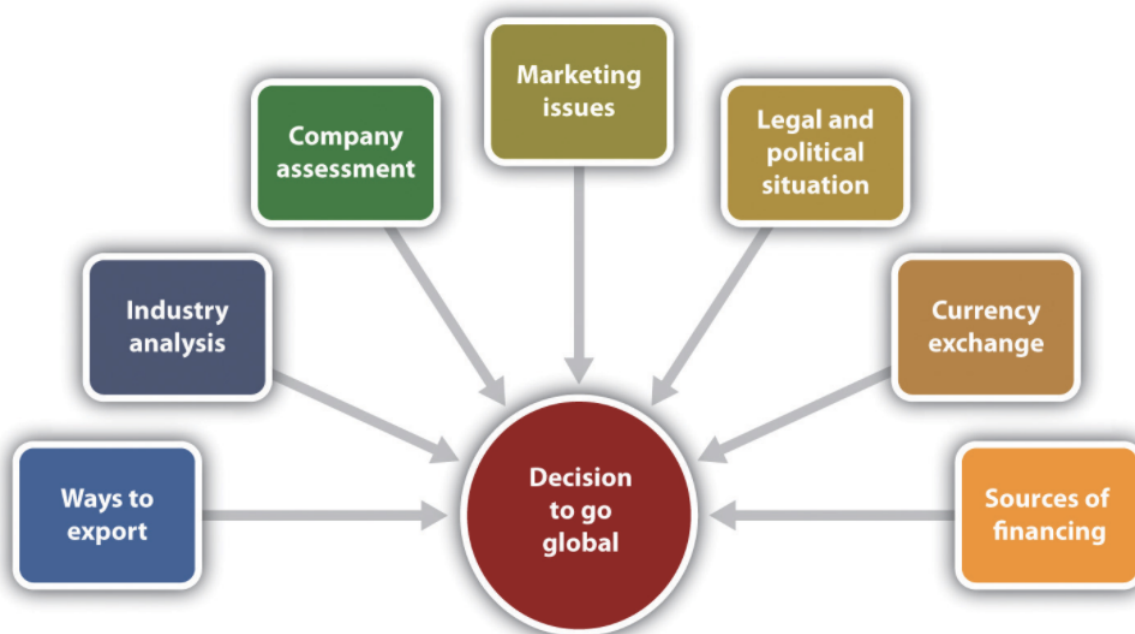 Marketing
issues
Company
assessment
Legal and
political
situation
Industry
analysis
Currency
exchange
Ways to
export
Decision
to go
global
Sources of
financing